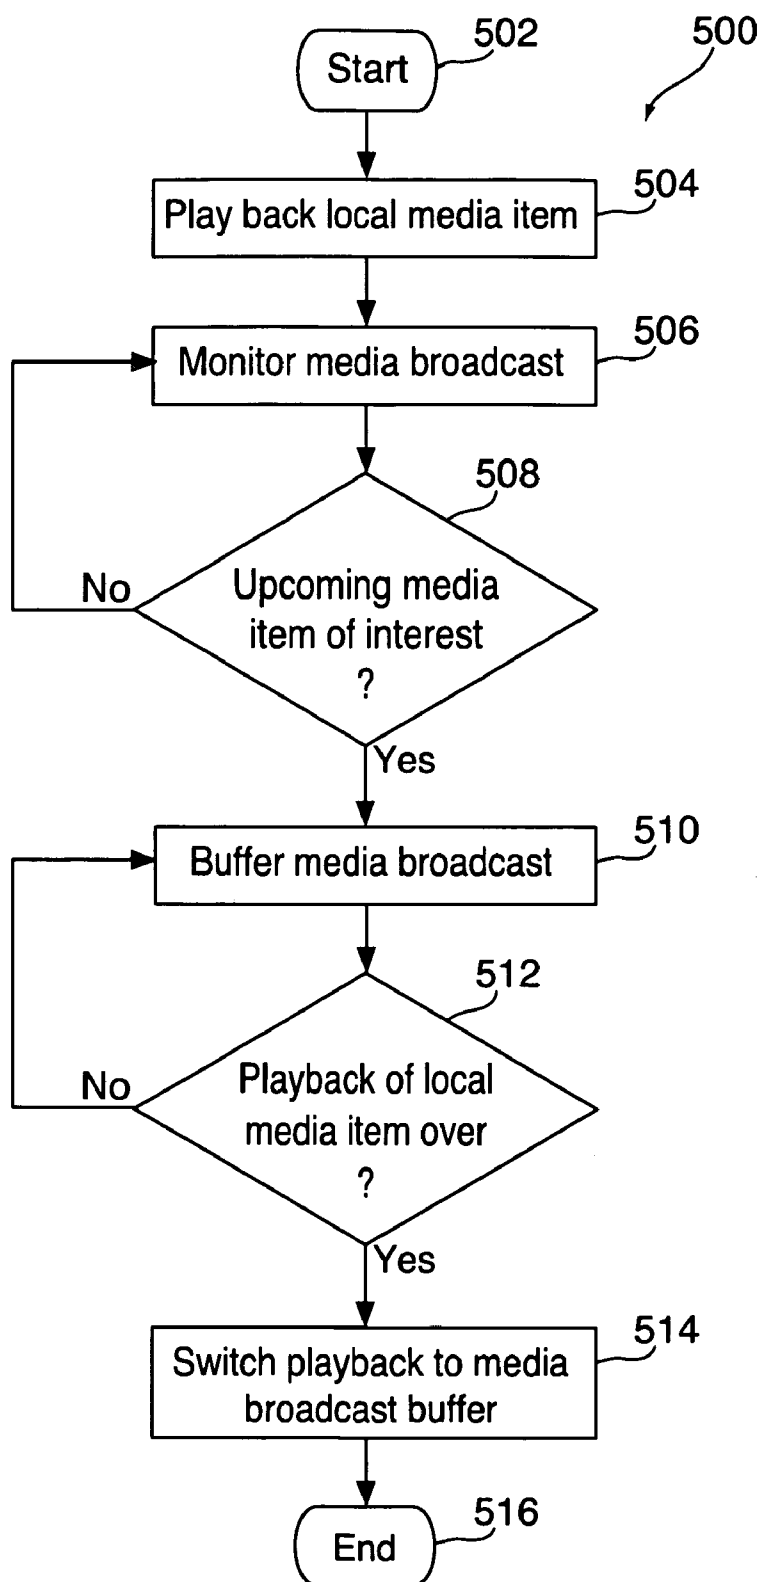 502
500
Start
504
Play back local media item
506
Monitor media broadcast
508
No
Upcoming media
item of interest
?
Yes
510
Buffer media broadcast
512
No
Playback of local
media item over
?
Yes
514
Switch playback to media
broadcast buffer
516
End